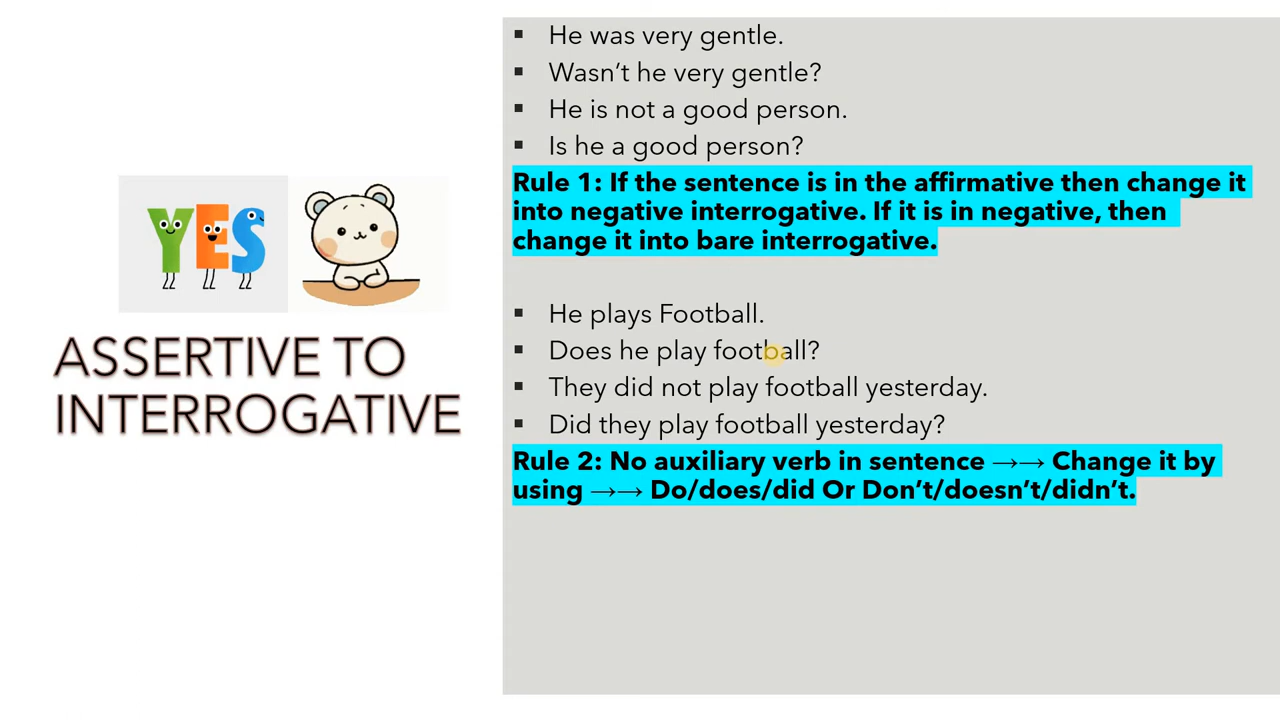 YES
ASSERTIVE TO
INTERROGATIVE
▪ He was very gentle.
▪ Wasn’t he very gentle?
▪ He is not a good person.
▪ Is he a good person?
Rule 1: If the sentence is in the affirmative then change it
into negative interrogative. If it is in negative, then
change it into bare interrogative.
▪ He plays Football.
▪ Does he play football?
▪ They did not play football yesterday.
▪ Did they play football yesterday?
Rule 2: No auxiliary verb in sentence →→ Change it by
using →→ Do/does/did Or Don’t/doesn’t/didn’t.